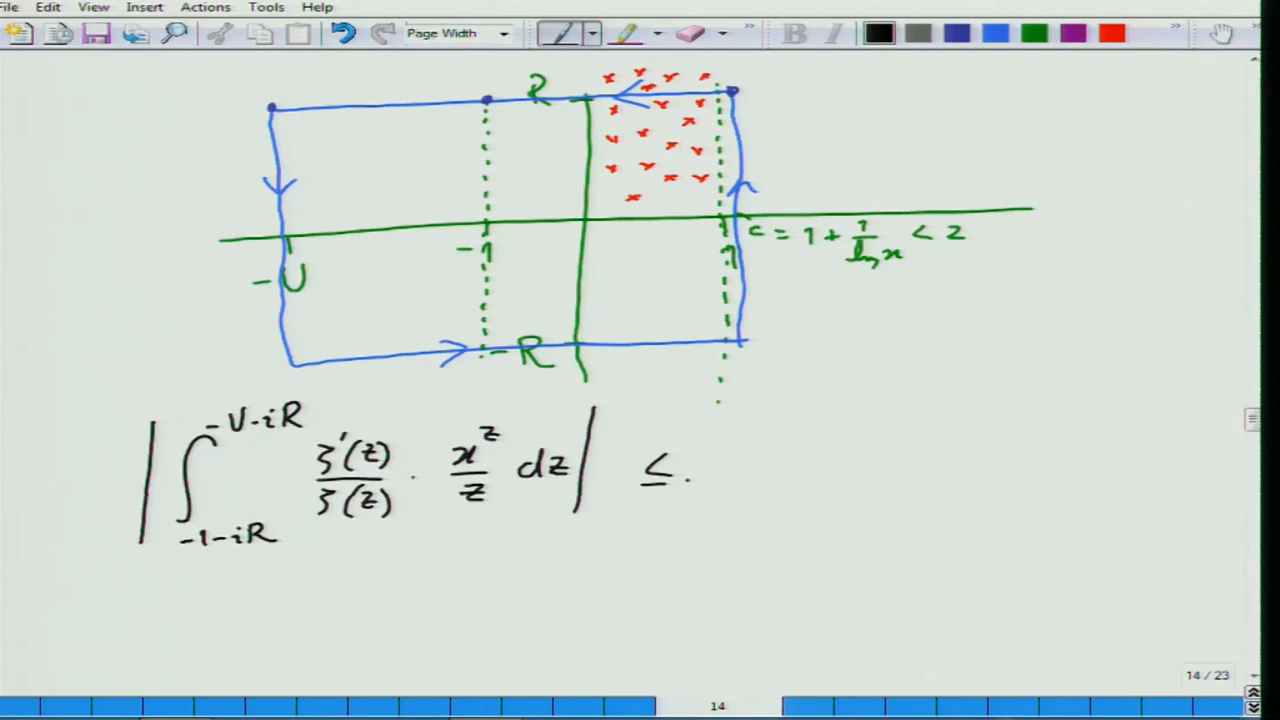 File Edit View Insert Actions Tools Help
Page Width
R
-U -1 1 c = 1 + 1/log x < 2
-R
| ∫_{-1-iR}^{-U-iR} ζ'(z)/ζ(z) · x^z/z dz | ≤ .
14 / 23
14